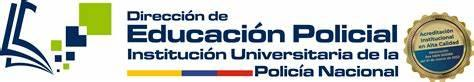 Dirección de
Educación Policial
Institución Universitaria de la
Policía Nacional
Acreditación
Institucional
en Alta Calidad